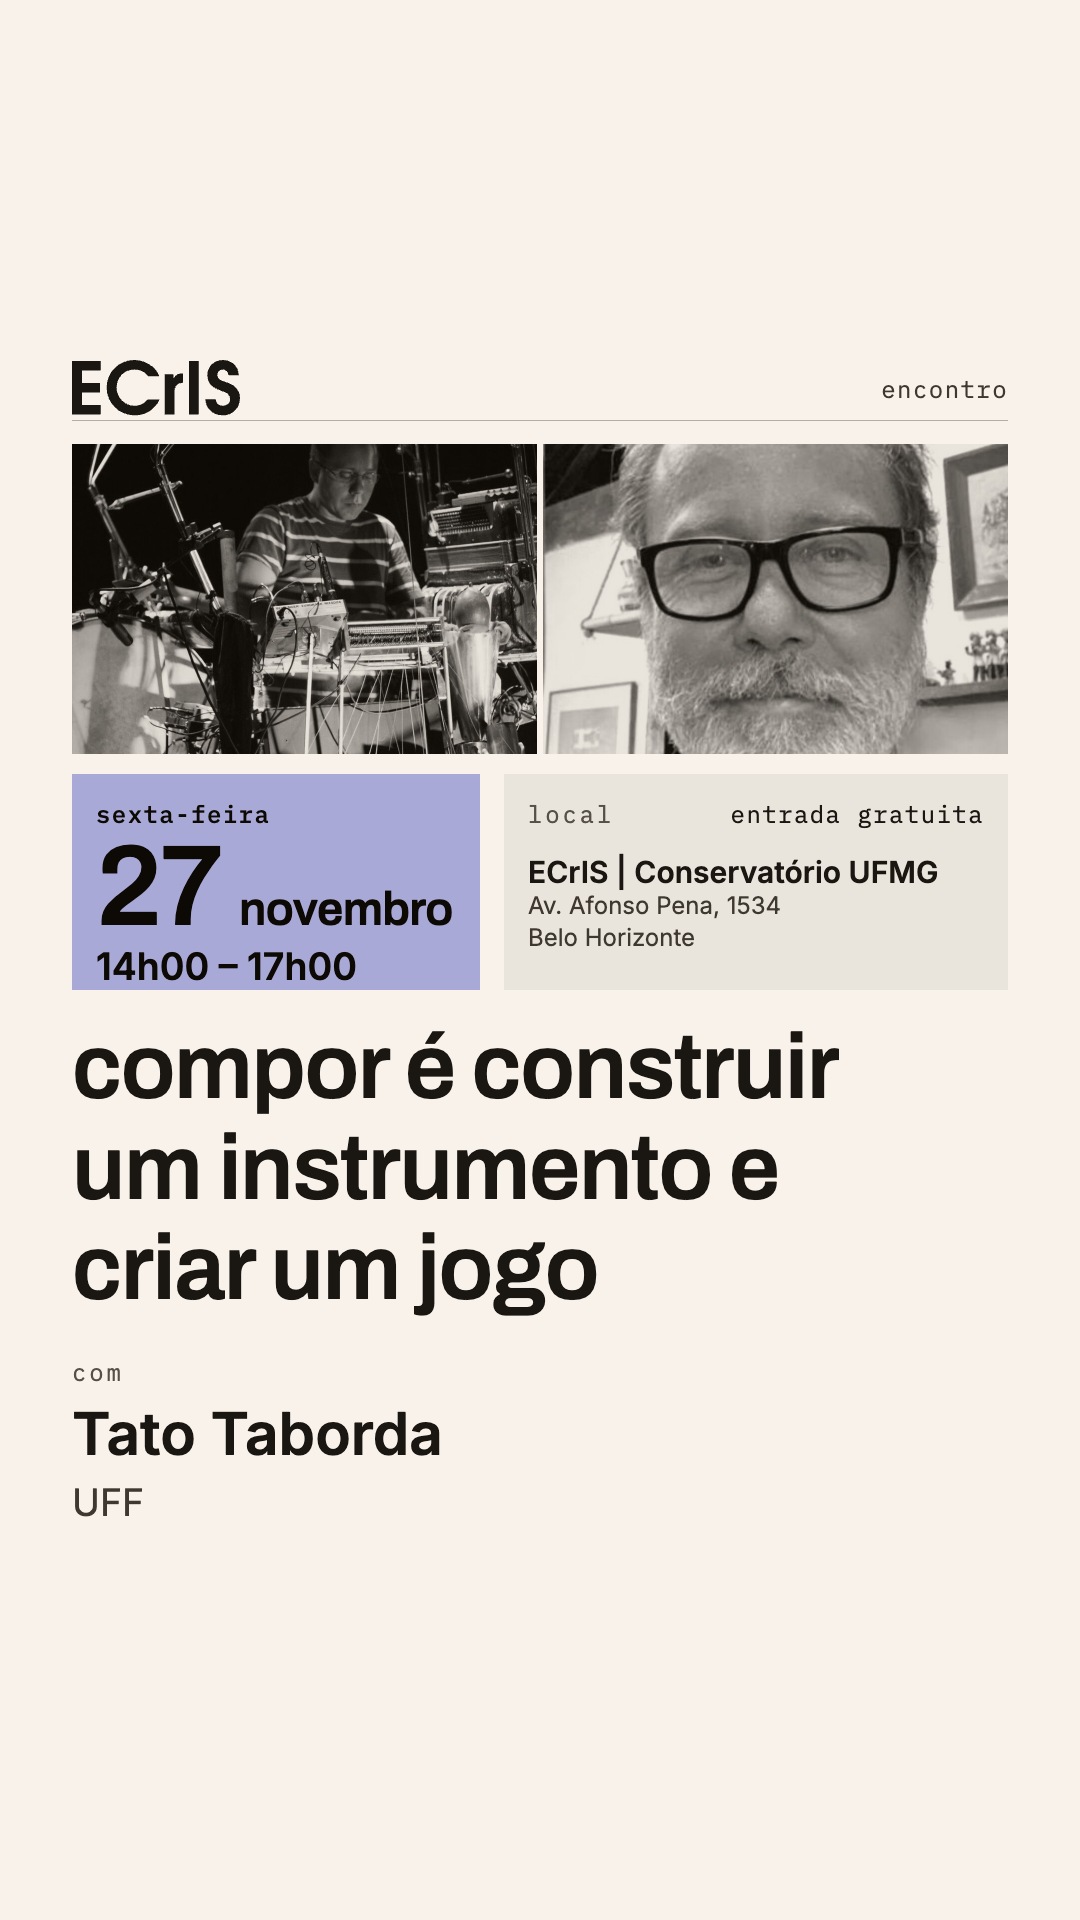 ECrIS
encontro
sexta-feira
27 novembro
14h00 – 17h00
local
entrada gratuita
ECrIS | Conservatório UFMG
Av. Afonso Pena, 1534
Belo Horizonte
compor é construir
um instrumento e
criar um jogo
com
Tato Taborda
UFF